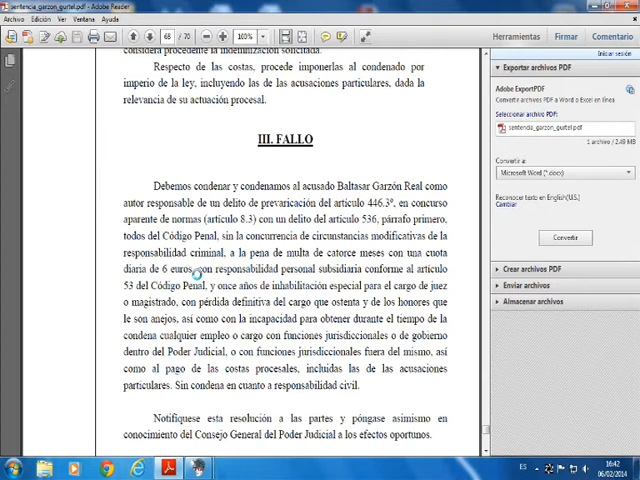 sentencia_garzon_gurtel.pdf - Adobe Reader
Archivo Edición Ver Ventana Ayuda
68 / 70 100% Herramientas Firmar Comentario
Iniciar sesión
considera procedente la indemnización solicitada.
Respecto de las costas, procede imponerlas al condenado por
imperio de la ley, incluyendo las de las acusaciones particulares, dada la
relevancia de su actuación procesal.
III. FALLO
Debemos condenar y condenamos al acusado Baltasar Garzón Real como
autor responsable de un delito de prevaricación del artículo 446.3º, en concurso
aparente de normas (artículo 8.3) con un delito del artículo 536, párrafo primero,
todos del Código Penal, sin la concurrencia de circunstancias modificativas de la
responsabilidad criminal, a la pena de multa de catorce meses con una cuota
diaria de 6 euros, con responsabilidad personal subsidiaria conforme al artículo
53 del Código Penal, y once años de inhabilitación especial para el cargo de juez
o magistrado, con pérdida definitiva del cargo que ostenta y de los honores que
le son anejos, así como con la incapacidad para obtener durante el tiempo de la
condena cualquier empleo o cargo con funciones jurisdiccionales o de gobierno
dentro del Poder Judicial, o con funciones jurisdiccionales fuera del mismo, así
como al pago de las costas procesales, incluidas las de las acusaciones
particulares. Sin condena en cuanto a responsabilidad civil.
Notifíquese esta resolución a las partes y póngase asimismo en
conocimiento del Consejo General del Poder Judicial a los efectos oportunos.
Exportar archivos PDF
Adobe ExportPDF
Convertir archivos PDF a Word o Excel en línea
Seleccionar archivo PDF:
sentencia_garzon_gurtel.pdf
1 archivo / 2.49 MB
Convertir a:
Microsoft Word (*.docx)
Reconocer texto en English(U.S.)
Cambiar
Convertir
Crear archivos PDF
Enviar archivos
Almacenar archivos
ES
16:42
06/02/2014